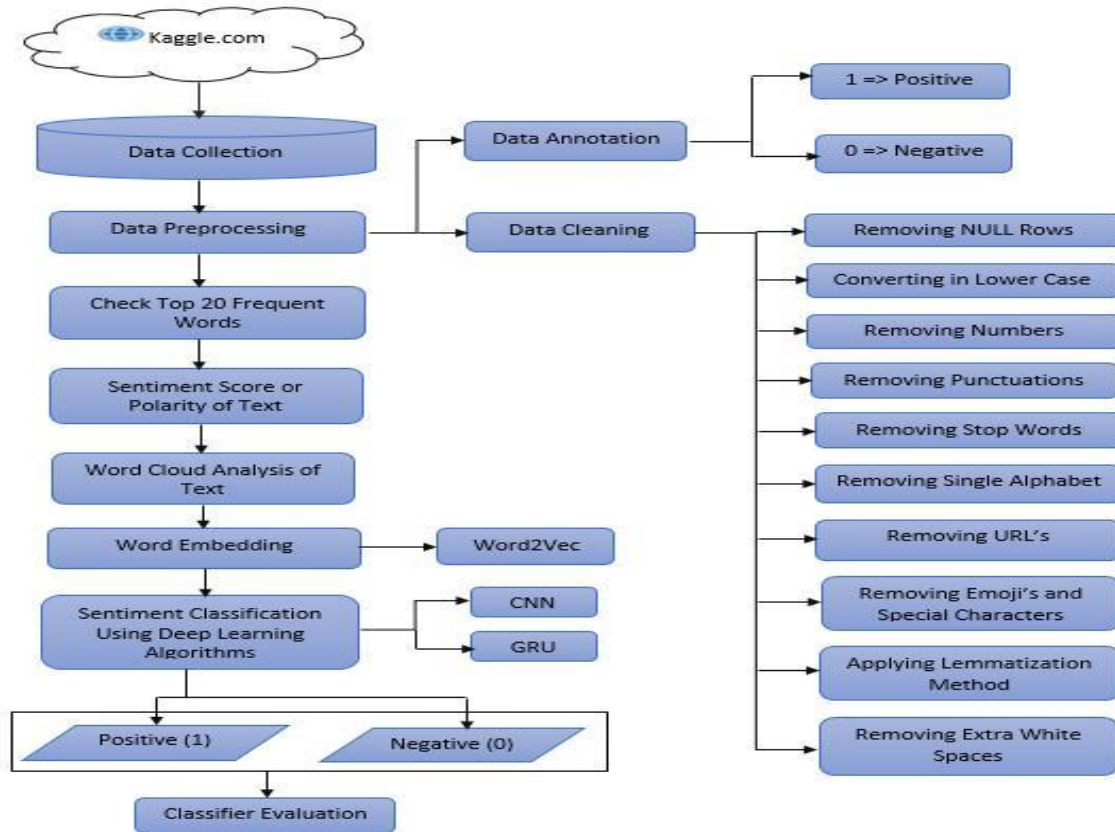 Kaggle.com
Data Collection
Data Preprocessing
Check Top 20 Frequent
Words
Sentiment Score or
Polarity of Text
Word Cloud Analysis of
Text
Word Embedding
Word2Vec
Sentiment Classification
Using Deep Learning
Algorithms
CNN
GRU
Positive (1)
Negative (0)
Classifier Evaluation
Data Annotation
1 => Positive
0 => Negative
Data Cleaning
Removing NULL Rows
Converting in Lower Case
Removing Numbers
Removing Punctuations
Removing Stop Words
Removing Single Alphabet
Removing URL's
Removing Emoji's and
Special Characters
Applying Lemmatization
Method
Removing Extra White
Spaces